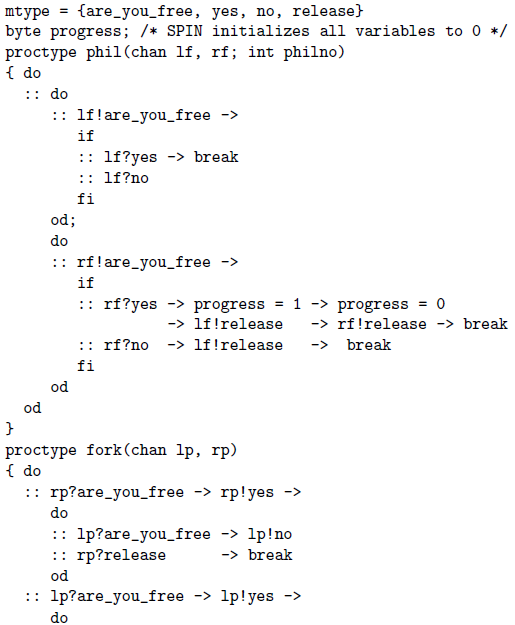 mtype = {are_you_free, yes, no, release}
byte progress; /* SPIN initializes all variables to 0 */
proctype phil(chan lf, rf; int philno)
{ do
  :: do
     :: lf!are_you_free ->
        if
        :: lf?yes -> break
        :: lf?no
        fi
     od;
     do
     :: rf!are_you_free ->
        if
        :: rf?yes -> progress = 1 -> progress = 0
                  -> lf!release   -> rf!release -> break
        :: rf?no  -> lf!release   ->  break
        fi
     od
  od
}
proctype fork(chan lp, rp)
{ do
  :: rp?are_you_free -> rp!yes ->
     do
     :: lp?are_you_free -> lp!no
     :: rp?release      -> break
     od
  :: lp?are_you_free -> lp!yes ->
     do